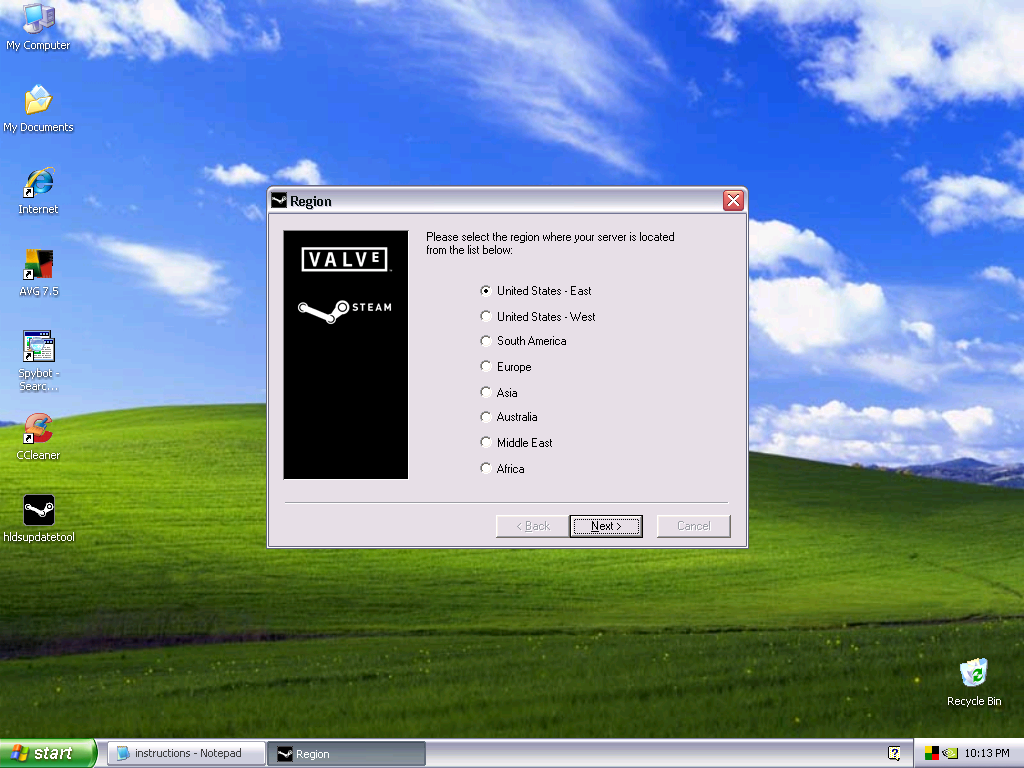 My Computer
My Documents
Internet
AVG 7.5
Spybot -
Searc...
CCleaner
hldsupdatetool
Region
VALVE
STEAM
Please select the region where your server is located
from the list below:
United States - East
United States - West
South America
Europe
Asia
Australia
Middle East
Africa
< Back
Next >
Cancel
Recycle Bin
start
instructions - Notepad
Region
?
10:13 PM